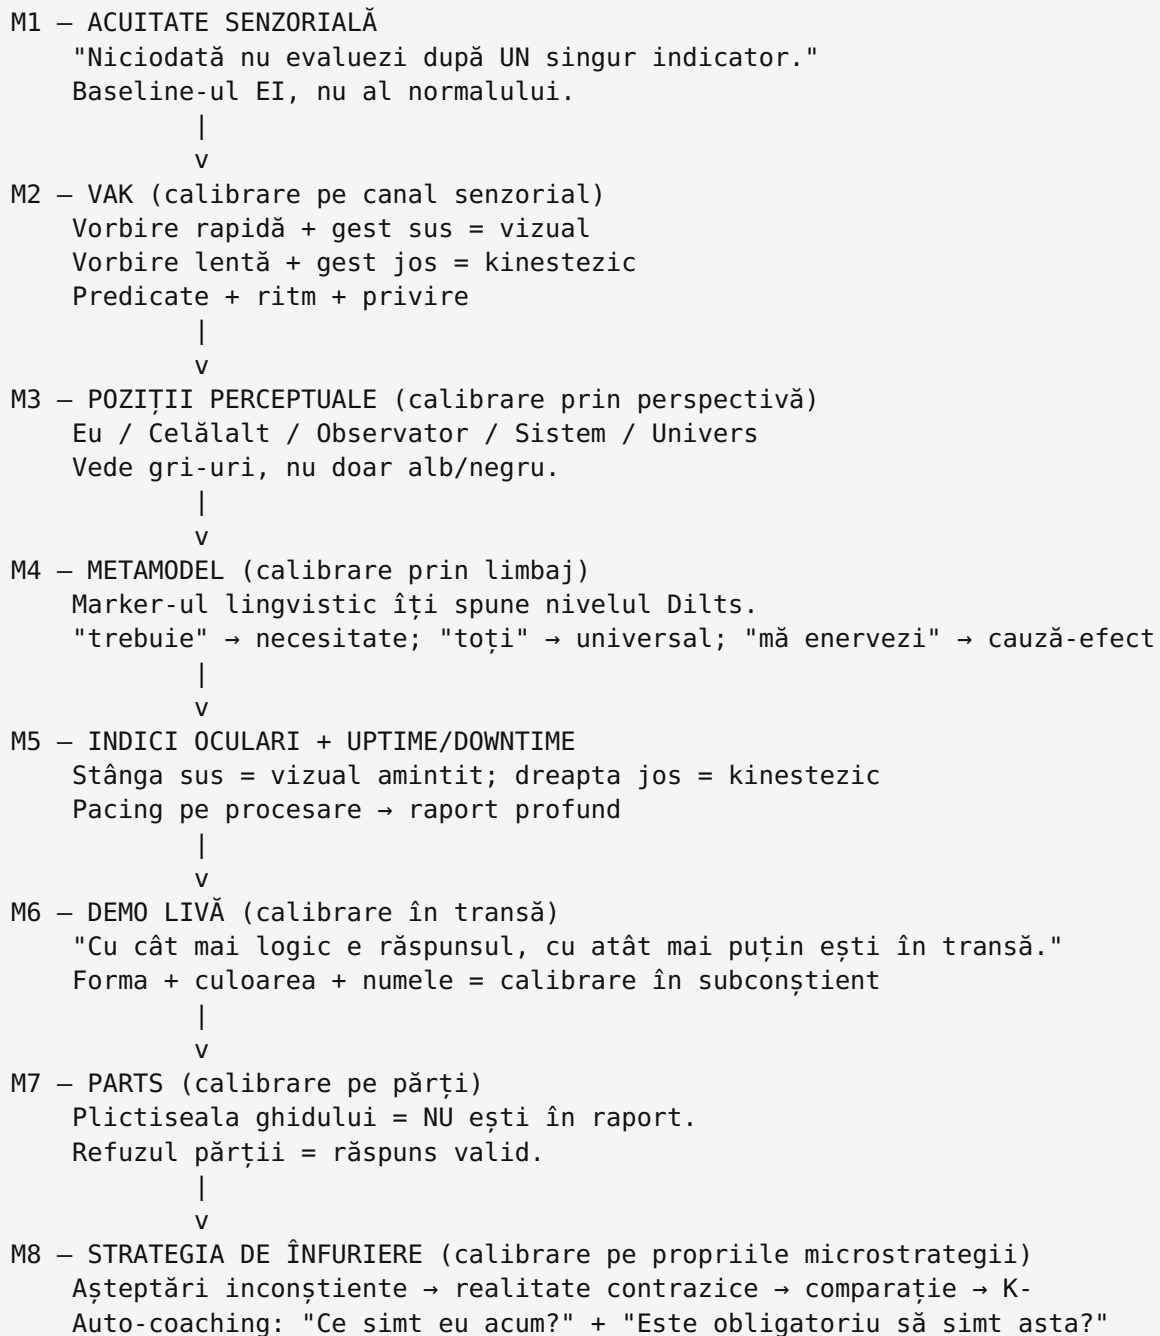 M1 — ACUITATE SENZORIALĂ
"Niciodată nu evaluezi după UN singur indicator."
Baseline-ul EI, nu al normalului.
|
v
M2 — VAK (calibrare pe canal senzorial)
Vorbire rapidă + gest sus = vizual
Vorbire lentă + gest jos = kinestezic
Predicate + ritm + privire
|
v
M3 — POZIȚII PERCEPTUALE (calibrare prin perspectivă)
Eu / Celălalt / Observator / Sistem / Univers
Vede gri-uri, nu doar alb/negru.
|
v
M4 — METAMODEL (calibrare prin limbaj)
Marker-ul lingvistic îți spune nivelul Dilts.
"trebuie" → necesitate; "toți" → universal; "mă enervezi" → cauză-efect
|
v
M5 — INDICI OCULARI + UPTIME/DOWNTIME
Stânga sus = vizual amintit; dreapta jos = kinestezic
Pacing pe procesare → raport profund
|
v
M6 — DEMO LIVĂ (calibrare în transă)
"Cu cât mai logic e răspunsul, cu atât mai puțin ești în transă."
Forma + culoarea + numele = calibrare în subconștient
|
v
M7 — PARTS (calibrare pe părți)
Plictiseala ghidului = NU ești în raport.
Refuzul părții = răspuns valid.
|
v
M8 — STRATEGIA DE ÎNFURIERE (calibrare pe propriile microstrategii)
Așteptări inconștiente → realitate contrazice → comparație → K-
Auto-coaching: "Ce simt eu acum?" + "Este obligatoriu să simt asta?"